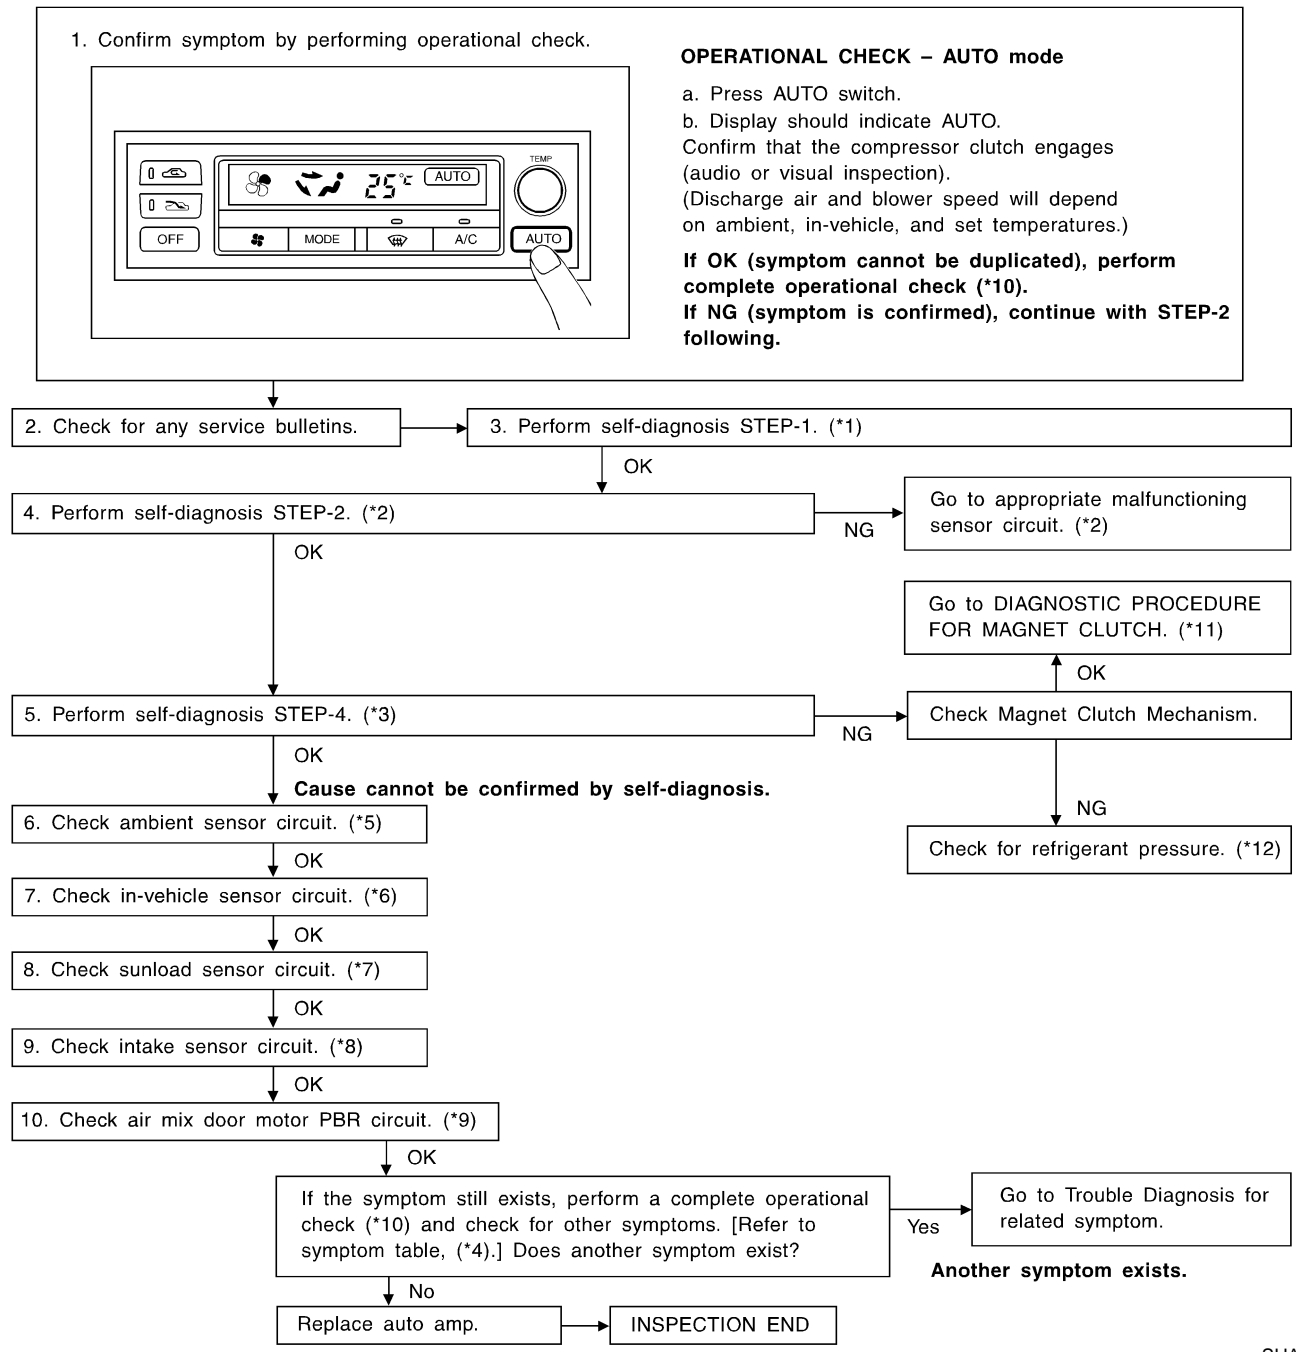 1. Confirm symptom by performing operational check.
TEMP
25°C
AUTO
OFF
MODE
A/C
AUTO
OPERATIONAL CHECK – AUTO mode
a. Press AUTO switch.
b. Display should indicate AUTO.
Confirm that the compressor clutch engages
(audio or visual inspection).
(Discharge air and blower speed will depend
on ambient, in-vehicle, and set temperatures.)
If OK (symptom cannot be duplicated), perform
complete operational check (*10).
If NG (symptom is confirmed), continue with STEP-2
following.
2. Check for any service bulletins.
3. Perform self-diagnosis STEP-1. (*1)
OK
4. Perform self-diagnosis STEP-2. (*2)
NG
Go to appropriate malfunctioning
sensor circuit. (*2)
OK
Go to DIAGNOSTIC PROCEDURE
FOR MAGNET CLUTCH. (*11)
OK
5. Perform self-diagnosis STEP-4. (*3)
NG
Check Magnet Clutch Mechanism.
OK
Cause cannot be confirmed by self-diagnosis.
NG
Check for refrigerant pressure. (*12)
6. Check ambient sensor circuit. (*5)
OK
7. Check in-vehicle sensor circuit. (*6)
OK
8. Check sunload sensor circuit. (*7)
OK
9. Check intake sensor circuit. (*8)
OK
10. Check air mix door motor PBR circuit. (*9)
OK
If the symptom still exists, perform a complete operational
check (*10) and check for other symptoms. [Refer to
symptom table, (*4).] Does another symptom exist?
Yes
Go to Trouble Diagnosis for
related symptom.
Another symptom exists.
No
Replace auto amp.
INSPECTION END